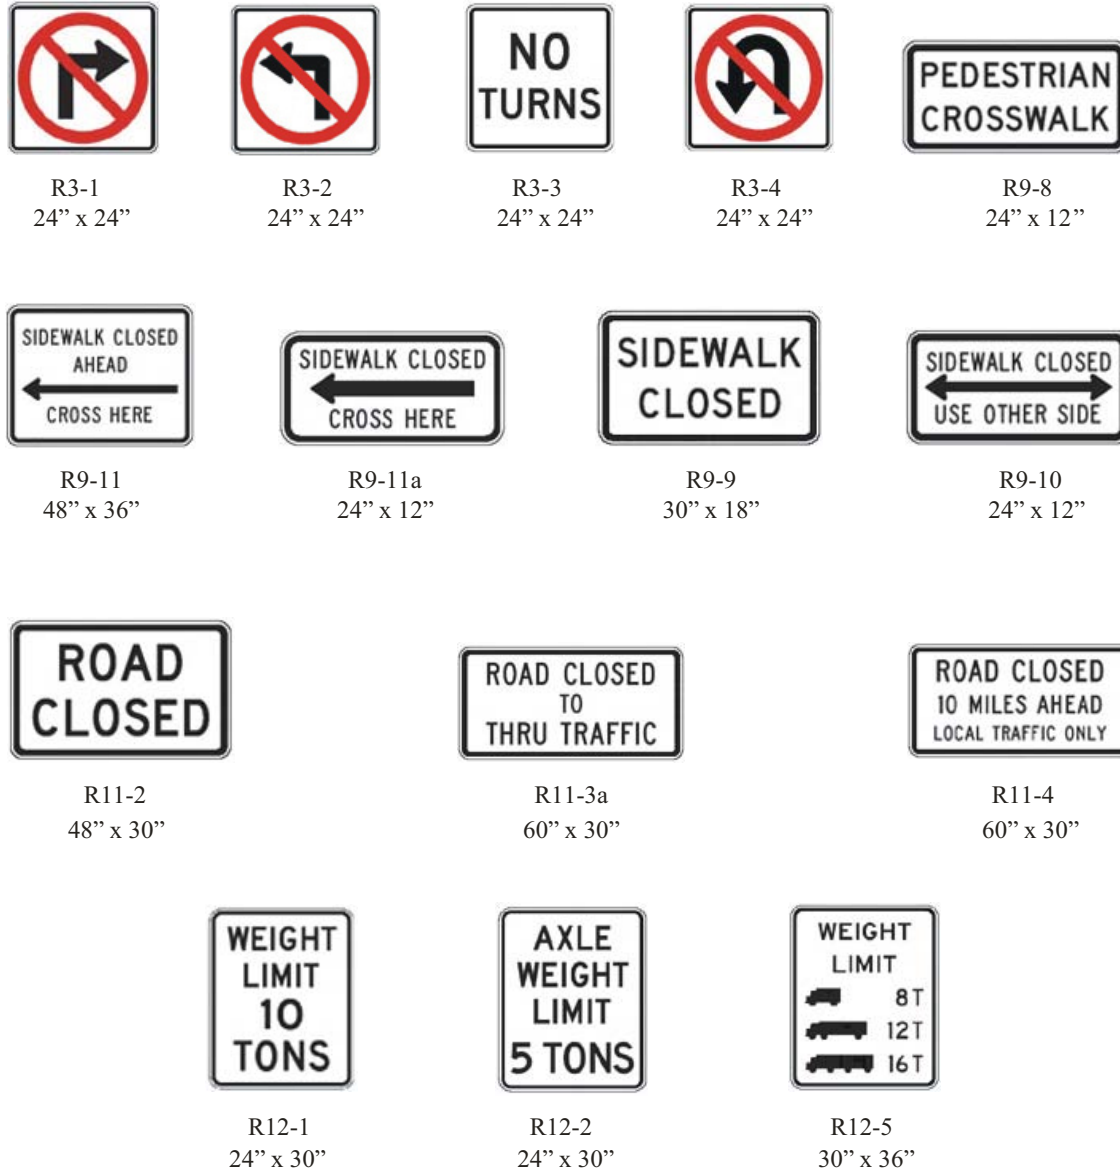 NO
TURNS
PEDESTRIAN
CROSSWALK
R3-1
24” x 24”
R3-2
24” x 24”
R3-3
24” x 24”
R3-4
24” x 24”
R9-8
24” x 12”
SIDEWALK CLOSED
AHEAD
CROSS HERE
SIDEWALK CLOSED
CROSS HERE
SIDEWALK
CLOSED
SIDEWALK CLOSED
USE OTHER SIDE
R9-11
48” x 36”
R9-11a
24” x 12”
R9-9
30” x 18”
R9-10
24” x 12”
ROAD
CLOSED
ROAD CLOSED
TO
THRU TRAFFIC
ROAD CLOSED
10 MILES AHEAD
LOCAL TRAFFIC ONLY
R11-2
48” x 30”
R11-3a
60” x 30”
R11-4
60” x 30”
WEIGHT
LIMIT
10
TONS
AXLE
WEIGHT
LIMIT
5 TONS
WEIGHT
LIMIT
8T
12T
16T
R12-1
24” x 30”
R12-2
24” x 30”
R12-5
30” x 36”